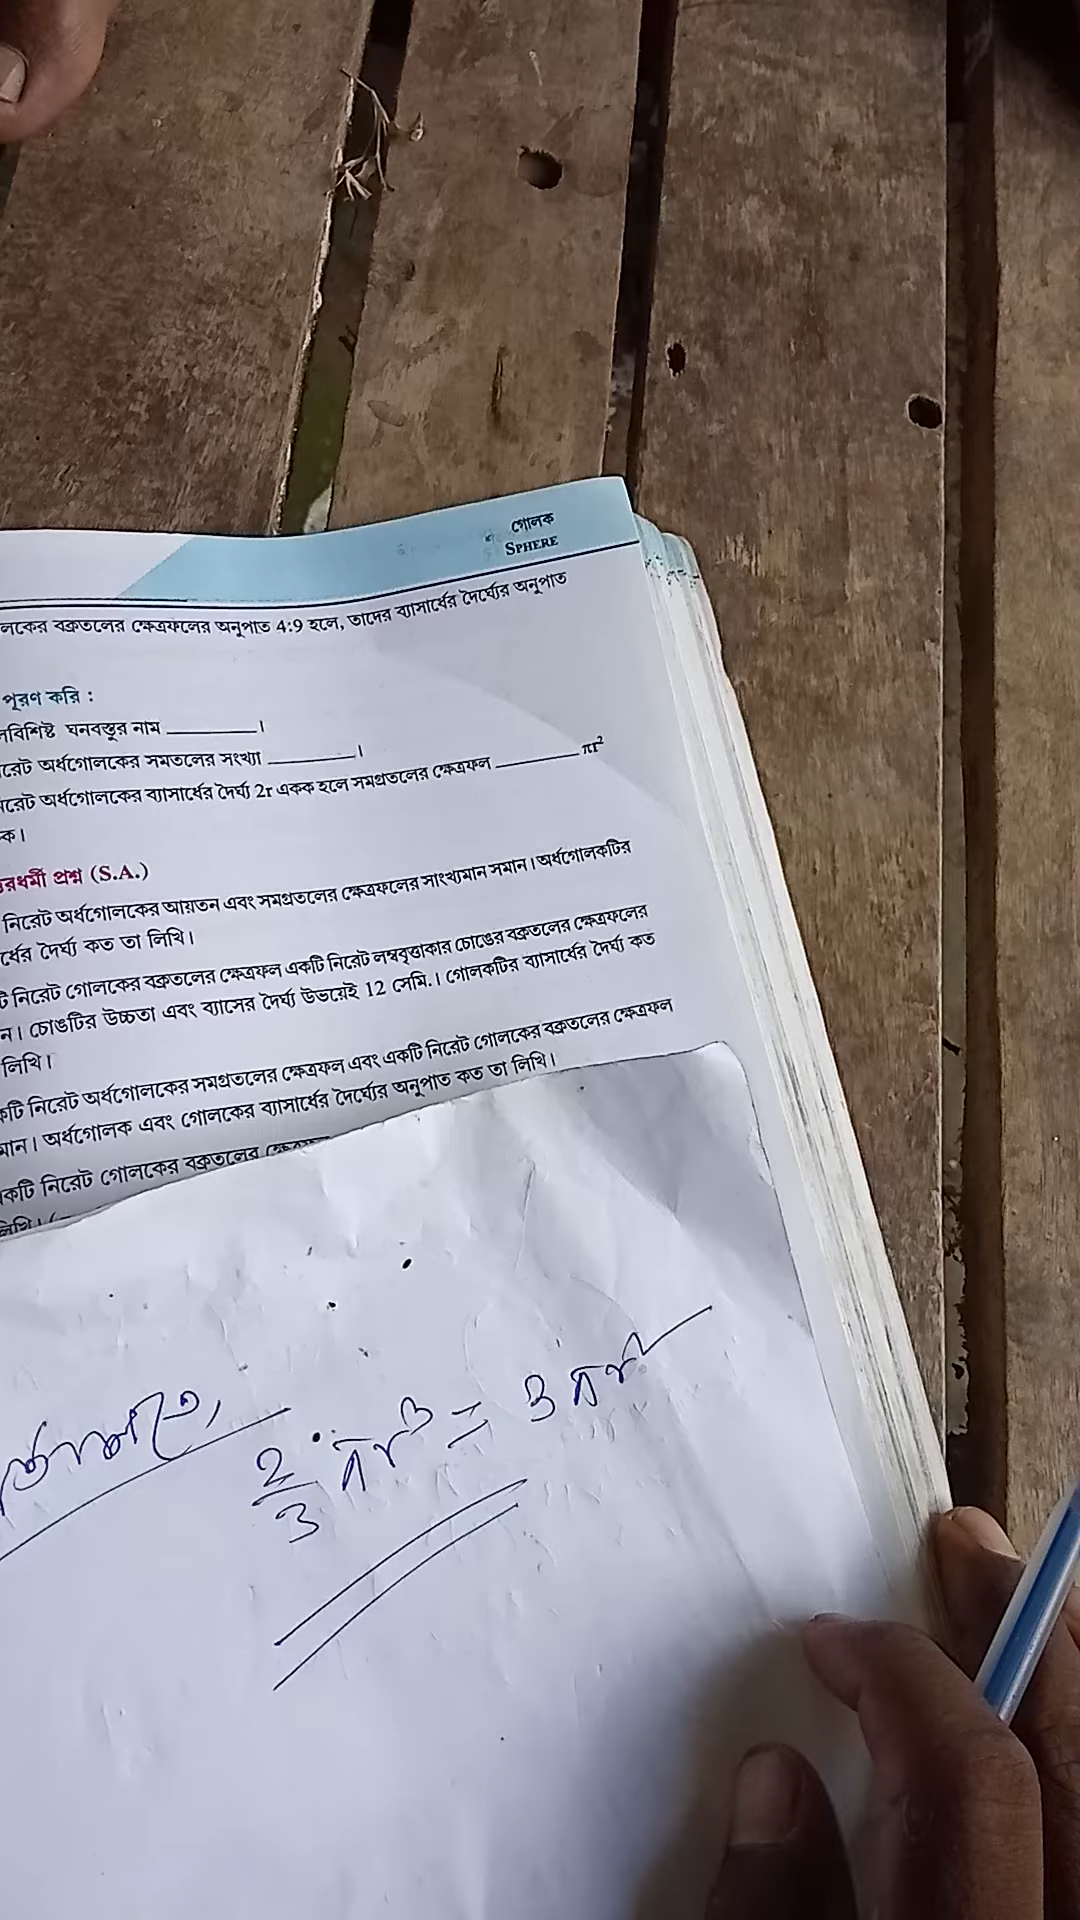 গোলক
SPHERE
লকের বক্রতলের ক্ষেত্রফলের অনুপাত 4:9 হলে, তাদের ব্যাসার্ধের দৈর্ঘ্যের অনুপাত
পূরণ করি :
লবিশিষ্ট ঘনবস্তুর নাম ________ ।
রেট অর্ধগোলকের সমতলের সংখ্যা ________ ।
রেট অর্ধগোলকের ব্যাসার্ধের দৈর্ঘ্য 2r একক হলে সমগ্রতলের ক্ষেত্রফল ________ πr²
ক।
রধর্মী প্রশ্ন (S.A.)
নিরেট অর্ধগোলকের আয়তন এবং সমগ্রতলের ক্ষেত্রফলের সাংখ্যমান সমান। অর্ধগোলকটির
র্ধের দৈর্ঘ্য কত তা লিখি।
টি নিরেট গোলকের বক্রতলের ক্ষেত্রফল একটি নিরেট লম্ববৃত্তাকার চোঙের বক্রতলের ক্ষেত্রফলের
ন। চোঙটির উচ্চতা এবং ব্যাসের দৈর্ঘ্য উভয়েই 12 সেমি.। গোলকটির ব্যাসার্ধের দৈর্ঘ্য কত
লিখি।
কটি নিরেট অর্ধগোলকের সমগ্রতলের ক্ষেত্রফল এবং একটি নিরেট গোলকের বক্রতলের ক্ষেত্রফল
মান। অর্ধগোলক এবং গোলকের ব্যাসার্ধের দৈর্ঘ্যের অনুপাত কত তা লিখি।
কটি নিরেট গোলকের বক্রতলের
লিখি।
2/3 πr³ = 3πr²